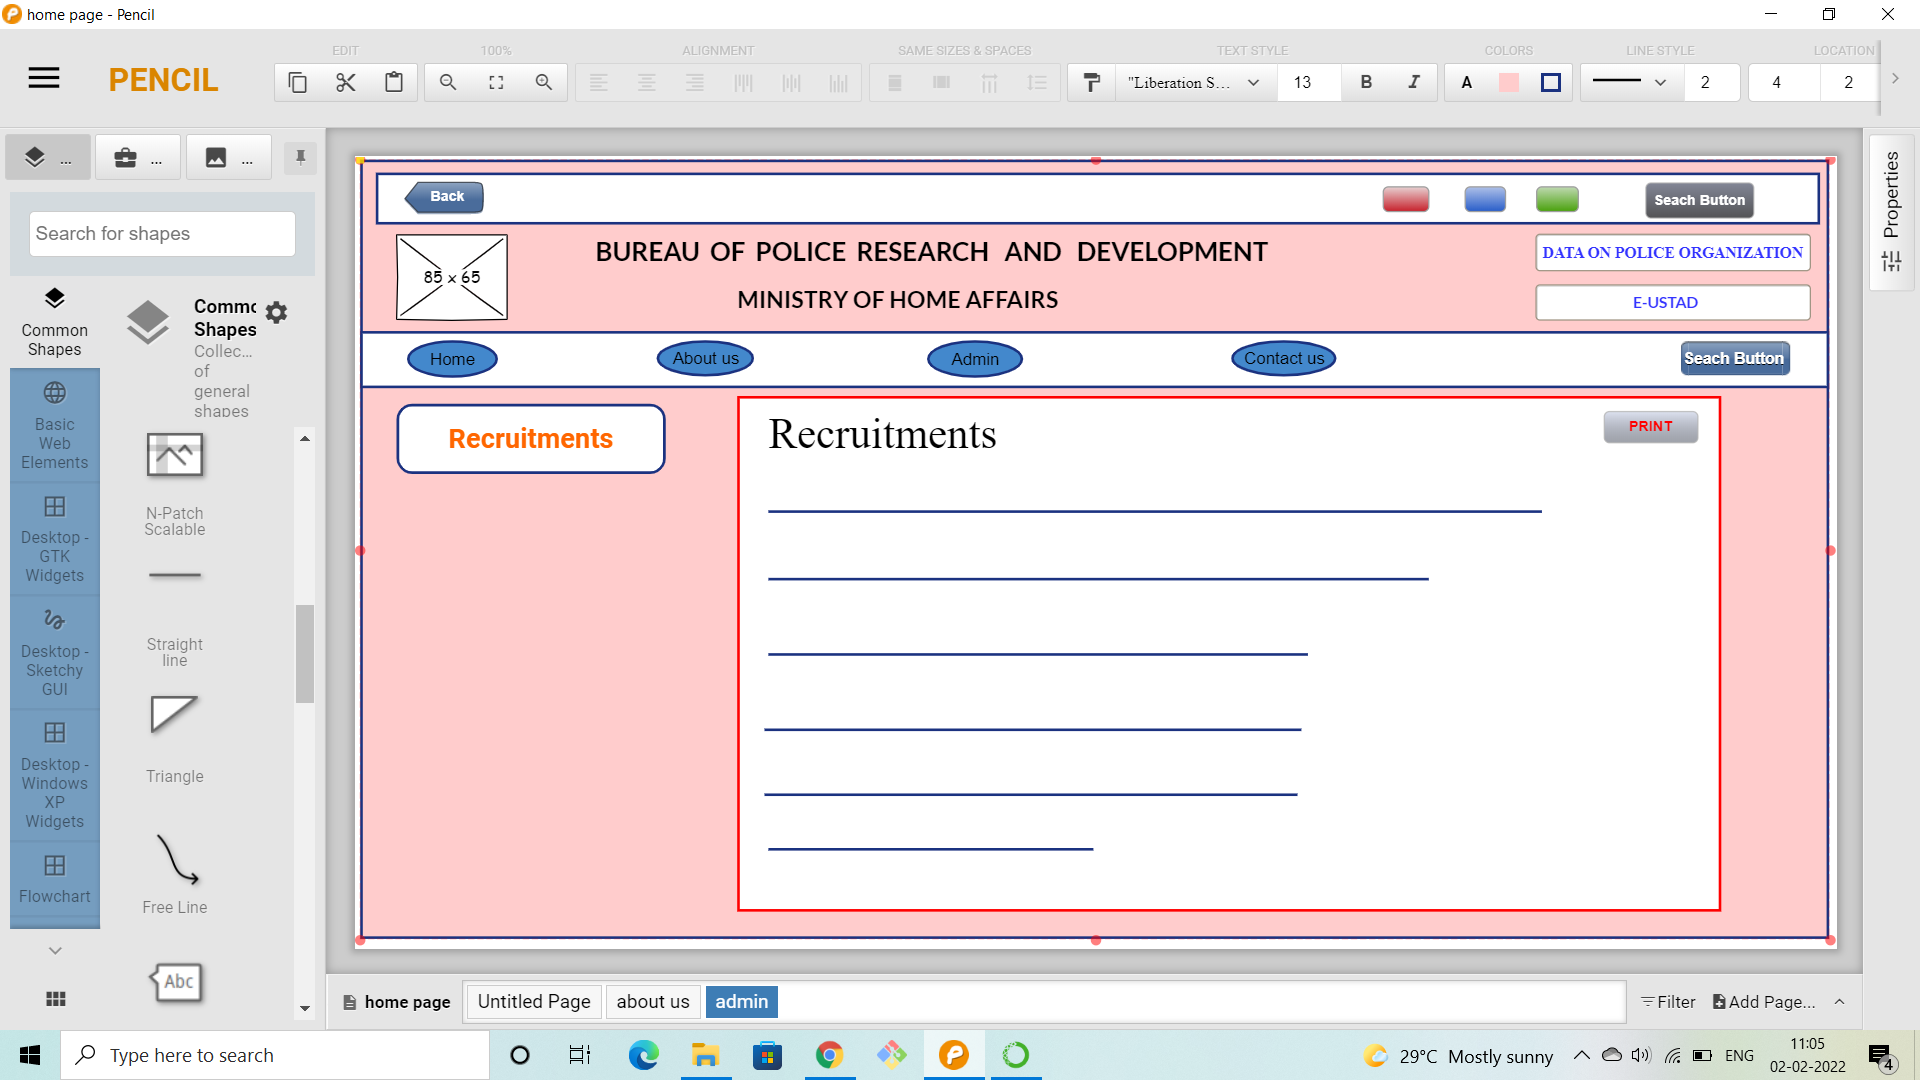 home page - Pencil
EDIT
100%
ALIGNMENT
SAME SIZES & SPACES
TEXT STYLE
COLORS
LINE STYLE
LOCATION
PENCIL
"Liberation S...
13
B
I
A
2
4
2
...
...
...
Search for shapes
Common
Shapes
Basic
Web
Elements
Desktop -
GTK
Widgets
Desktop -
Sketchy
GUI
Desktop -
Windows
XP
Widgets
Flowchart
Commo
Shapes
Collec...
of
general
shapes
N-Patch
Scalable
Straight
line
Triangle
Free Line
Abc
Back
Seach Button
85 x 65
BUREAU OF POLICE RESEARCH AND DEVELOPMENT
MINISTRY OF HOME AFFAIRS
DATA ON POLICE ORGANIZATION
E-USTAD
Home
About us
Admin
Contact us
Seach Button
Recruitments
Recruitments
PRINT
Properties
home page
Untitled Page
about us
admin
Filter
Add Page...
Type here to search
29°C Mostly sunny
ENG
11:05
02-02-2022
4